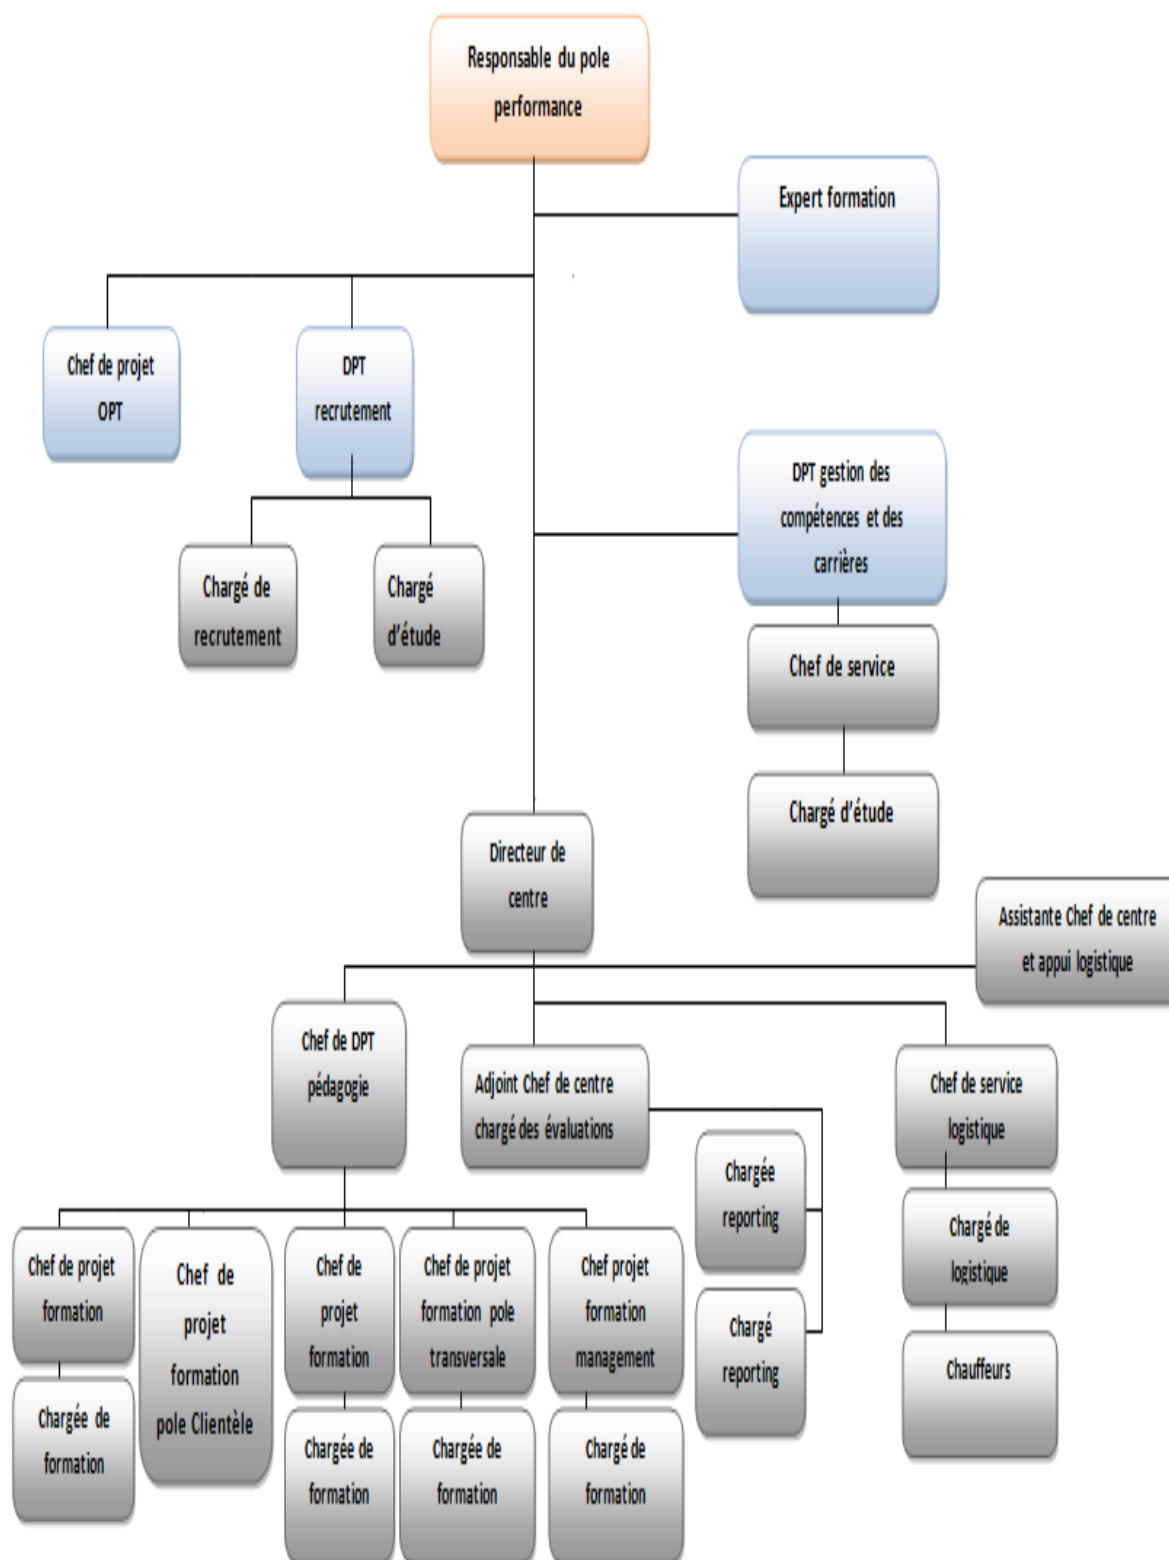 Responsable du pole
performance
Expert formation
Chef de projet
OPT
DPT
recrutement
DPT gestion des
compétences et des
carrières
Chargé de
recrutement
Chargé
d'étude
Chef de service
Chargé d'étude
Directeur de
centre
Assistante Chef de centre
et appui logistique
Chef de DPT
pédagogie
Adjoint Chef de centre
chargé des évaluations
Chef de service
logistique
Chargée
reporting
Chargé
reporting
Chargé de
logistique
Chauffeurs
Chef de projet
formation
Chef de
projet
formation
pole Clientèle
Chef de
projet
formation
Chef de projet
formation pole
transversale
Chef projet
formation
management
Chargée de
formation
Chargée de
formation
Chargée de
formation
Chargé de
formation